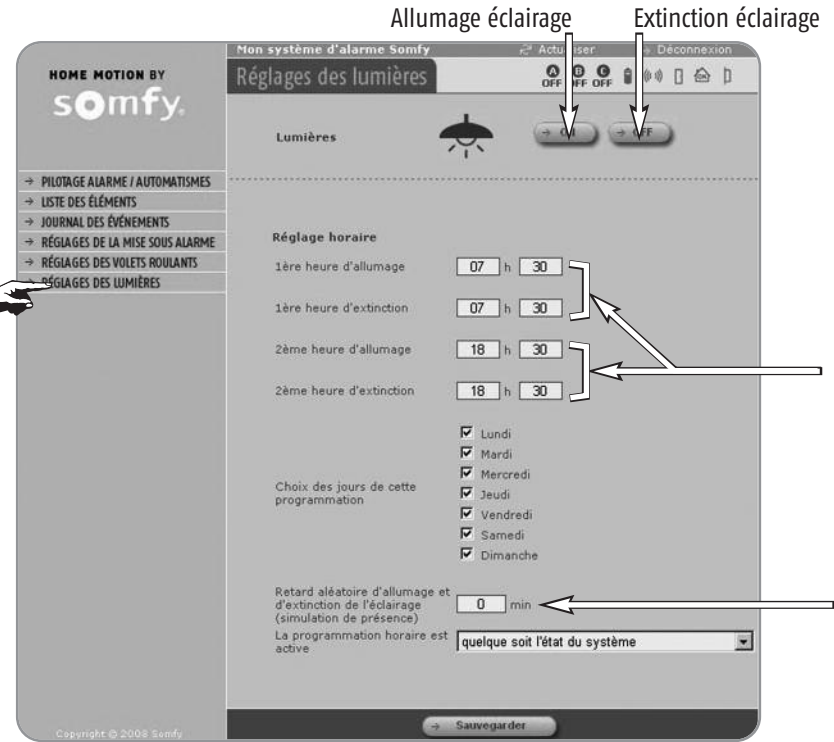 Allumage éclairage Extinction éclairage
Mon système d'alarme Somfy Actualiser Déconnexion
HOME MOTION BY
somfy.
Réglages des lumières
A B C
OFF OFF OFF
Lumières
ON OFF
PILOTAGE ALARME / AUTOMATISMES
LISTE DES ÉLÉMENTS
JOURNAL DES ÉVÉNEMENTS
RÉGLAGES DE LA MISE SOUS ALARME
RÉGLAGES DES VOLETS ROULANTS
RÉGLAGES DES LUMIÈRES
Réglage horaire
1ère heure d'allumage 07 h 30
1ère heure d'extinction 07 h 30
2ème heure d'allumage 18 h 30
2ème heure d'extinction 18 h 30
Choix des jours de cette
programmation
Lundi
Mardi
Mercredi
Jeudi
Vendredi
Samedi
Dimanche
Retard aléatoire d'allumage et
d'extinction de l'éclairage
(simulation de présence)
0 min
La programmation horaire est
active
quelque soit l'état du système
Sauvegarder
Copyright © 2008 Somfy